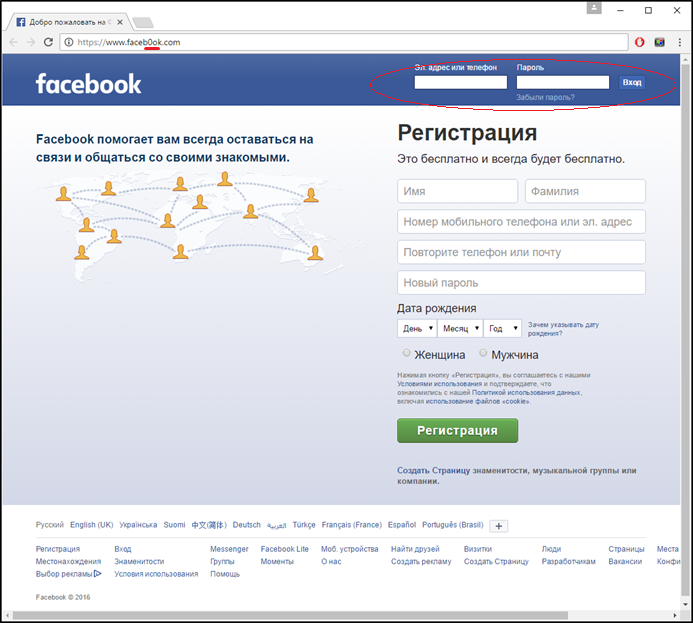 Добро пожаловать на
https://www.faceb0ok.com
facebook
Эл. адрес или телефон Пароль
Вход
Забыли пароль?
Facebook помогает вам всегда оставаться на
связи и общаться со своими знакомыми.
Регистрация
Это бесплатно и всегда будет бесплатно.
Имя Фамилия
Номер мобильного телефона или эл. адрес
Повторите телефон или почту
Новый пароль
Дата рождения
День Месяц Год Зачем указывать дату
рождения?
Женщина Мужчина
Нажимая кнопку «Регистрация», вы соглашаетесь с нашими
Условиями использования и подтверждаете, что
ознакомились с нашей Политикой использования данных,
включая использование файлов «cookie».
Регистрация
Создать Страницу знаменитости, музыкальной группы или
компании.
Русский English (UK) Українська Suomi 中文(简体) Deutsch العربية Türkçe Français (France) Español Português (Brasil) +
Регистрация Вход Messenger Facebook Lite Моб. устройства Найти друзей Визитки Люди Страницы Места
Местонахождения Знаменитости Группы Моменты О нас Создать рекламу Создать Страницу Разработчикам Вакансии Конфи
Выбор рекламы Условия использования Помощь
Facebook © 2016